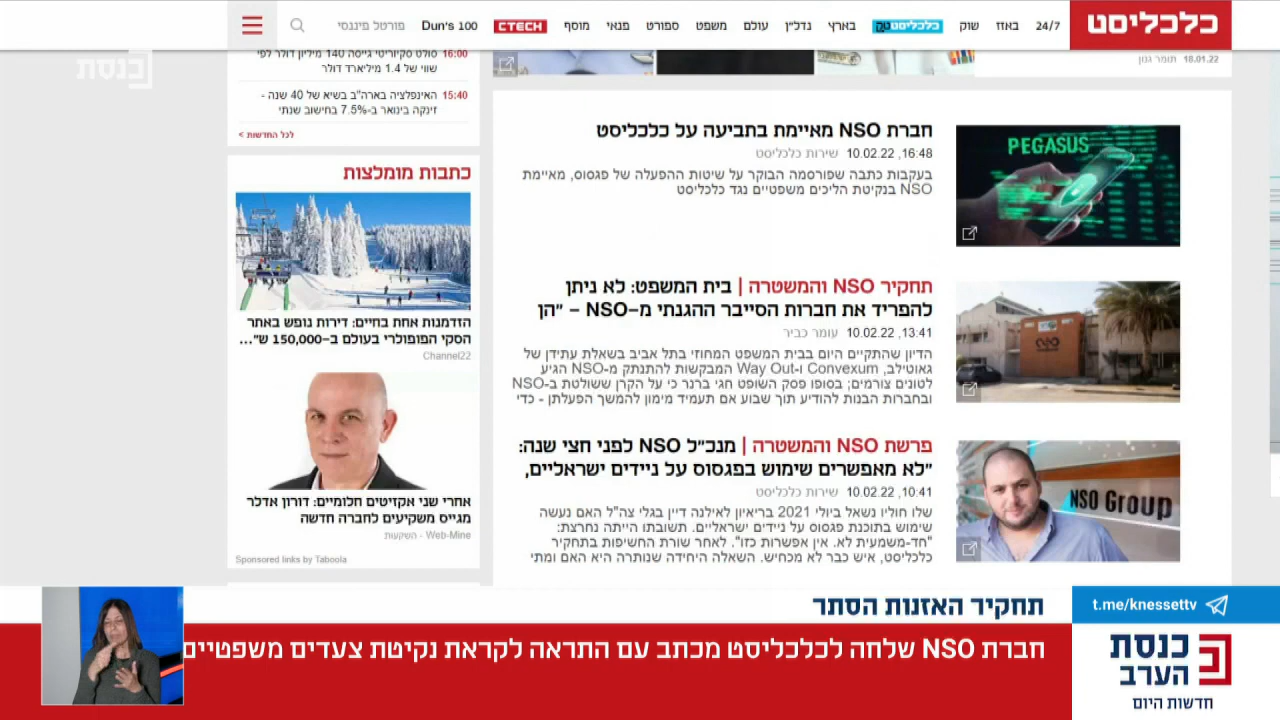 כלכליסט
24/7 באזז שוק כלכליסטטק בארץ נדל״ן עולם משפט ספורט פנאי מוסף CTECH Dun's 100 פורטל פיננסי
כנסת
תומר גנון 18.01.22
16:00 סולט סקיוריטי גייסה 140 מיליון דולר לפי
שווי של 1.4 מיליארד דולר
15:40 האינפלציה בארה"ב בשיא של 40 שנה -
זינקה בינואר ב-7.5% בחישוב שנתי
לכל החדשות >
כתבות מומלצות
הזדמנות אחת בחיים: דירות נופש באתר
הסקי הפופולרי בעולם ב-150,000 ש"...
Channel22
אחרי שני אקזיטים חלומיים: דורון אדלר
מגייס משקיעים לחברה חדשה
Web-Mine - השקעות
Sponsored links by Taboola
PEGASUS
חברת NSO מאיימת בתביעה על כלכליסט
16:48, 10.02.22 שירות כלכליסט
בעקבות כתבה שפורסמה הבוקר על שיטות ההפעלה של פגסוס, מאיימת
NSO בנקיטת הליכים משפטיים נגד כלכליסט
NSO
תחקיר NSO והמשטרה | בית המשפט: לא ניתן
להפריד את חברות הסייבר ההגנתי מ-NSO - "הן
13:41, 10.02.22 עומר כביר
הדיון שהתקיים היום בבית המשפט המחוזי בתל אביב בשאלת עתידן של
גאוטילב, Convexum ו-Way Out המבקשות להתנתק מ-NSO הגיע
לטונים צורמים; בסופו פסק השופט חגי ברנר כי על הקרן ששולטת ב-NSO
ובחברות הבנות להודיע תוך שבוע אם תעמיד מימון להמשך הפעלתן - כדי
NSO Group
פרשת NSO והמשטרה | מנכ"ל NSO לפני חצי שנה:
"לא מאפשרים שימוש בפגסוס על ניידים ישראליים,
10:41, 10.02.22 שירות כלכליסט
שלו חוליו נשאל ביולי 2021 בריאיון לאילנה דיין בגלי צה"ל האם נעשה
שימוש בתוכנת פגסוס על ניידים ישראליים. תשובתו הייתה נחרצת:
"חד-משמעית לא. אין אפשרות כזו". לאחר שורת החשיפות בתחקיר
כלכליסט, איש כבר לא מכחיש. השאלה היחידה שנותרה היא האם ומתי
תחקיר האזנות הסתר
חברת NSO שלחה לכלכליסט מכתב עם התראה לקראת נקיטת צעדים משפטיים
t.me/knessettv
כנסת
הערב
חדשות היום